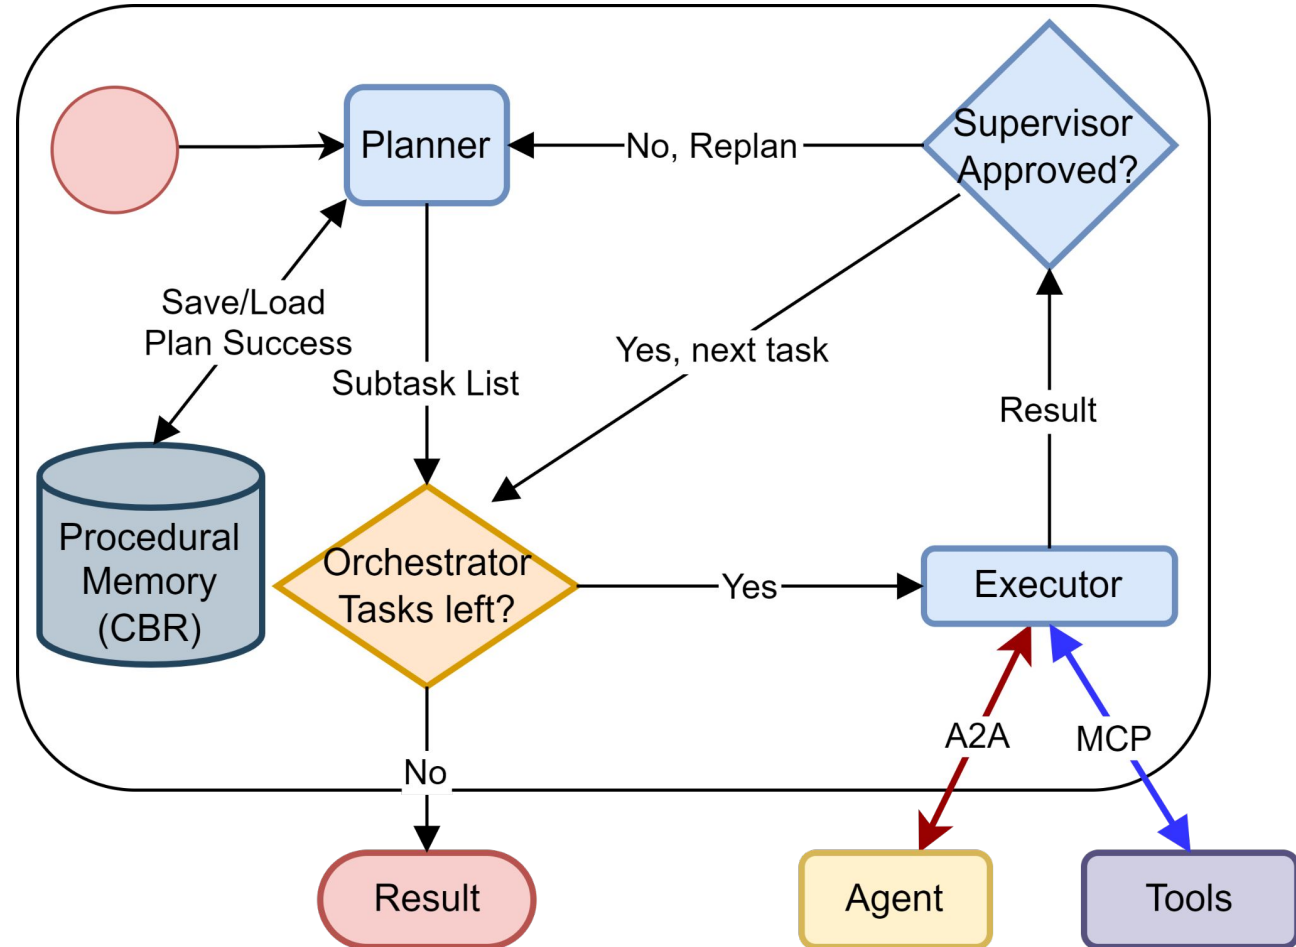 Planner
No, Replan
Supervisor
Approved?
Save/Load
Plan Success
Subtask List
Yes, next task
Result
Procedural
Memory
(CBR)
Orchestrator
Tasks left?
Yes
Executor
A2A
MCP
No
Result
Agent
Tools